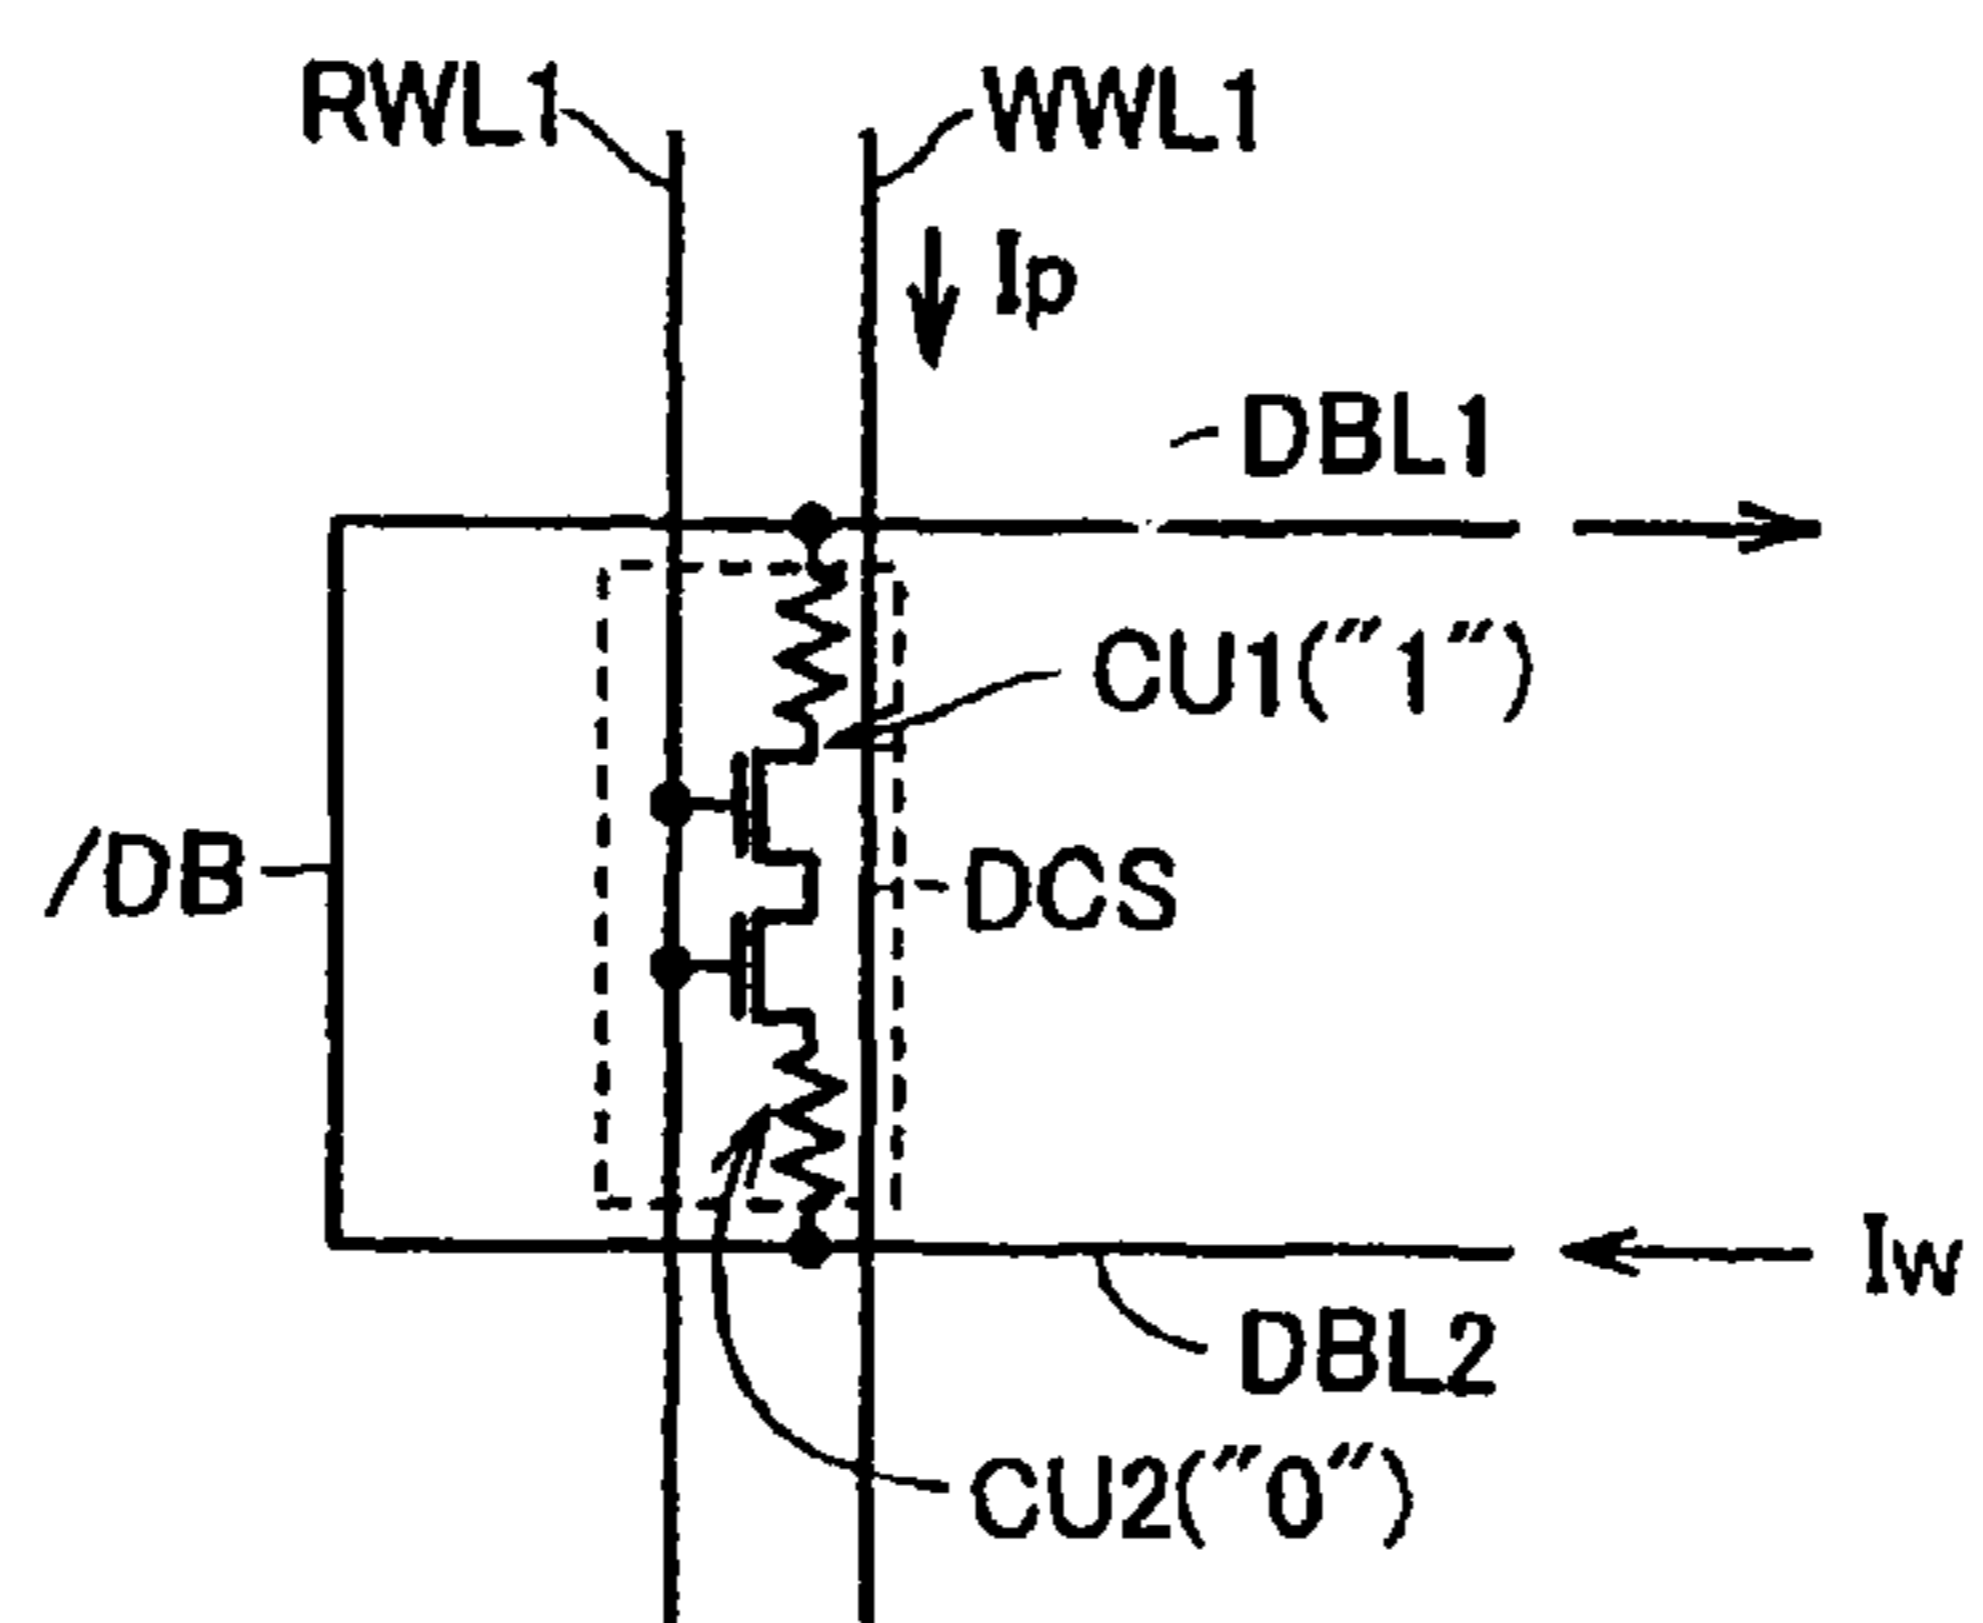 RWL1
WWL1
Ip
DBL1
CU1("1")
/DB
DCS
Iw
DBL2
CU2("0")